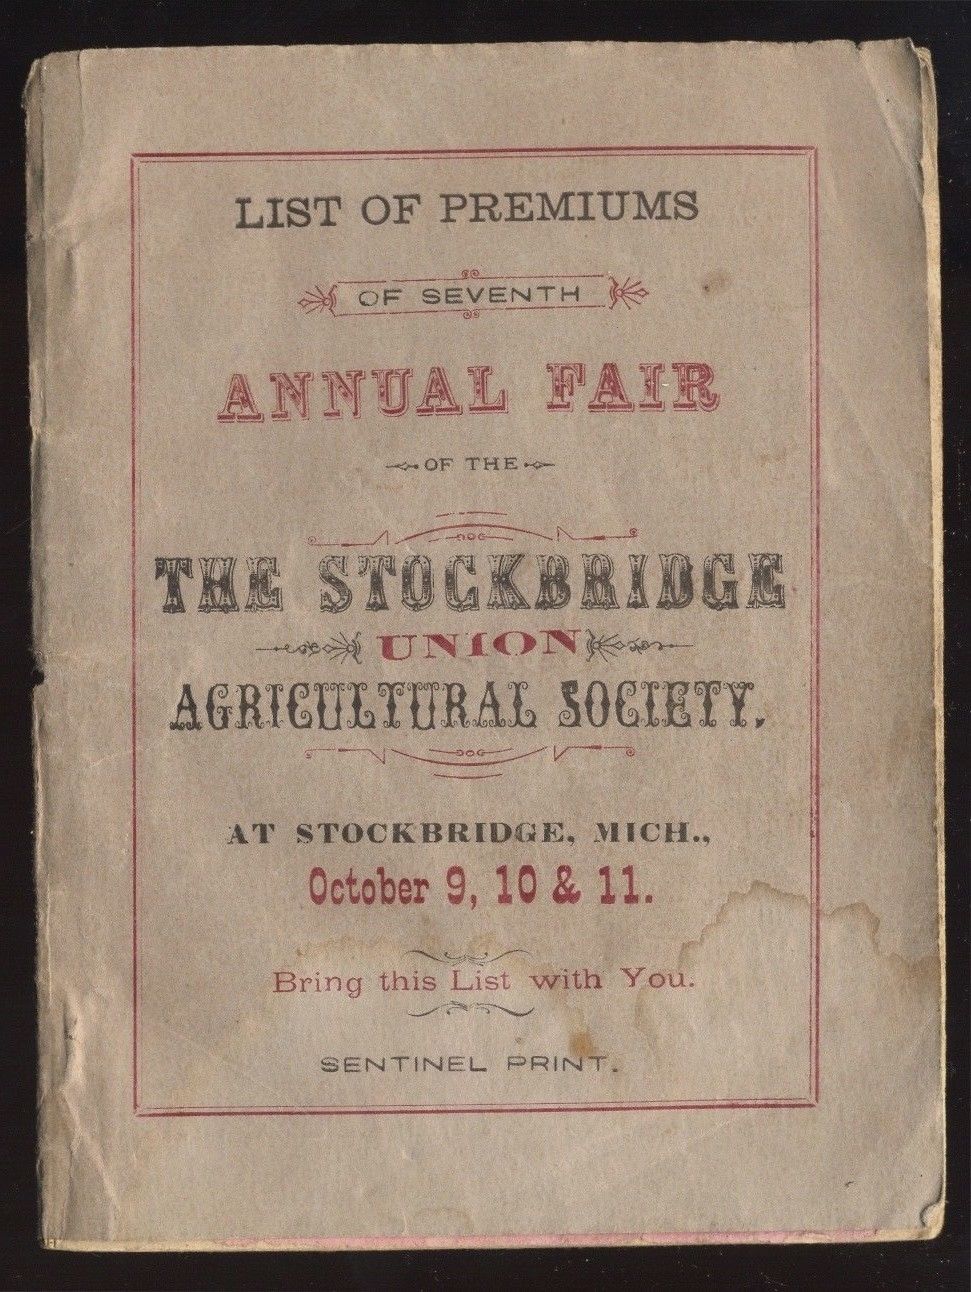 LIST OF PREMIUMS
OF SEVENTH
ANNUAL FAIR
OF THE
THE STOCKBRIDGE
UNION
AGRICULTURAL SOCIETY,
AT STOCKBRIDGE, MICH.,
October 9, 10 & 11.
Bring this List with You.
SENTINEL PRINT.